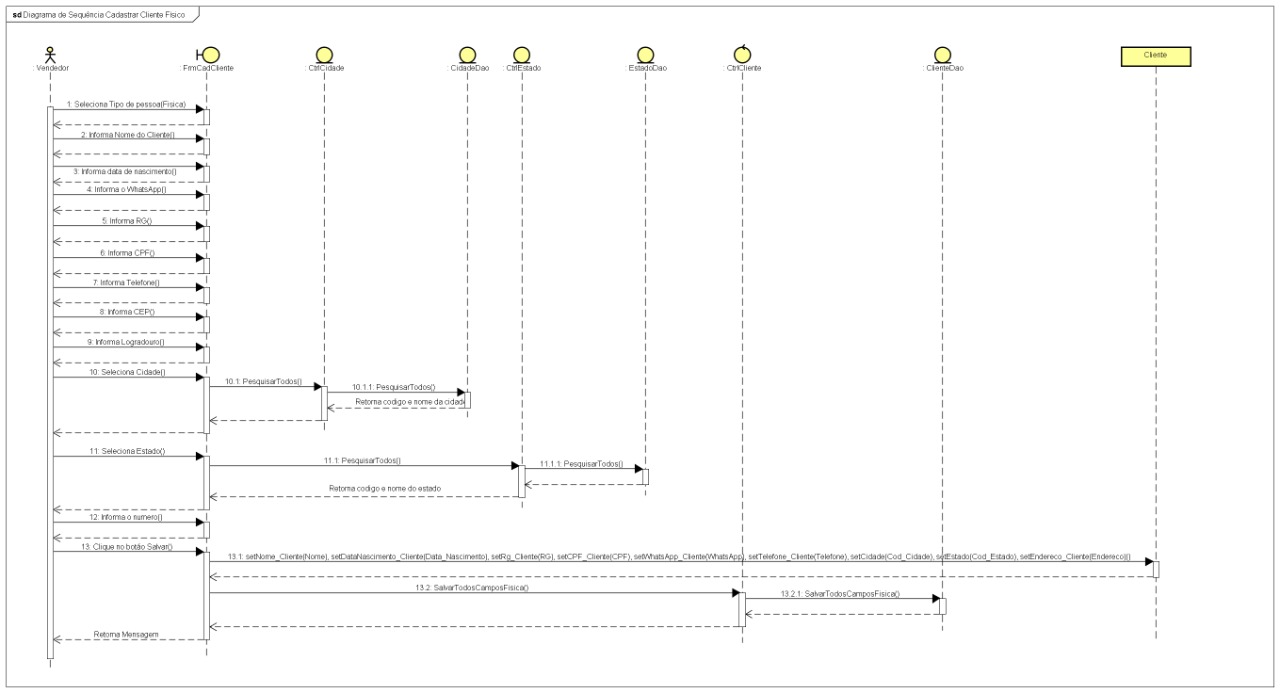 sd Diagrama de Sequência Cadastrar Cliente Fisico
: Vendedor
: FrmCadCliente
: CtrlCidade
: CidadeDao
: CtrlEstado
: EstadoDao
: CtrlCliente
: ClienteDao
Cliente
1: Seleciona Tipo de pessoa(Fisica)
2: Informa Nome do Cliente()
3: Informa data de nascimento()
4: Informa o WhatsApp()
5: Informa RG()
6: Informa CPF()
7: Informa Telefone()
8: Informa CEP()
9: Informa Logradouro()
10: Seleciona Cidade()
10.1: PesquisarTodos()
10.1.1: PesquisarTodos()
Retorna codigo e nome da cidade
11: Seleciona Estado()
11.1: PesquisarTodos()
11.1.1: PesquisarTodos()
Retorna codigo e nome do estado
12: Informa o numero()
13: Clique no botão Salvar()
13.1: setNome_Cliente(Nome), setDataNascimento_Cliente(Data_Nascimento), setRg_Cliente(RG), setCPF_Cliente(CPF), setWhatsApp_Cliente(WhatsApp), setTelefone_Cliente(Telefone), setCidade(Cod_Cidade), setEstado(Cod_Estado), setEndereco_Cliente(Endereco)()
13.2: SalvarTodosCamposFisica()
13.2.1: SalvarTodosCamposFisica()
Retorna Mensagem